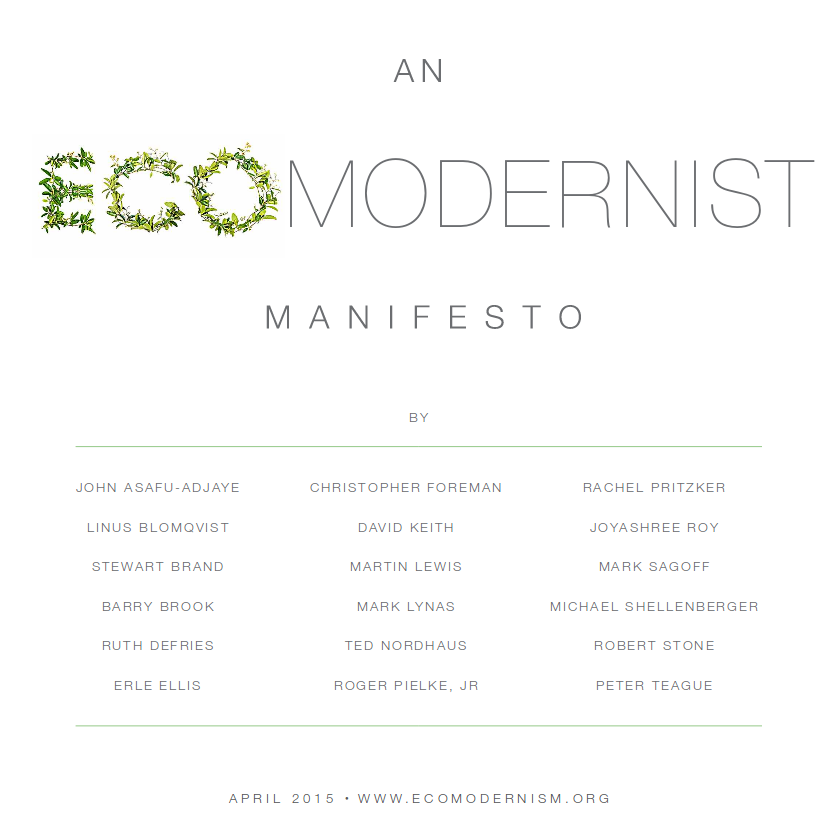 AN
ECOMODERNIST
MANIFESTO
BY
JOHN ASAFU-ADJAYE
LINUS BLOMQVIST
STEWART BRAND
BARRY BROOK
RUTH DEFRIES
ERLE ELLIS
CHRISTOPHER FOREMAN
DAVID KEITH
MARTIN LEWIS
MARK LYNAS
TED NORDHAUS
ROGER PIELKE, JR
RACHEL PRITZKER
JOYASHREE ROY
MARK SAGOFF
MICHAEL SHELLENBERGER
ROBERT STONE
PETER TEAGUE
APRIL 2015 • WWW.ECOMODERNISM.ORG